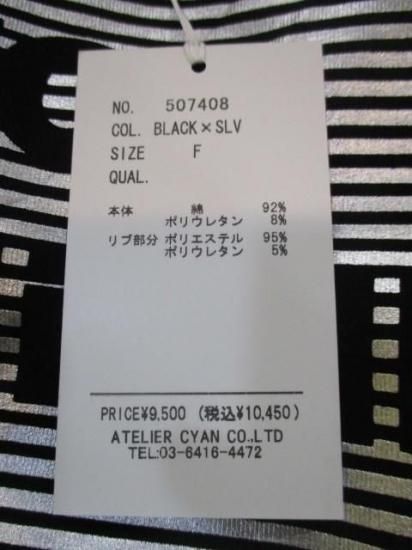 NO. 507408
COL. BLACK×SLV
SIZE F
QUAL.
本体 綿 92%
ポリウレタン 8%
リブ部分 ポリエステル 95%
ポリウレタン 5%
PRICE¥9,500 (税込¥10,450)
ATELIER CYAN CO.,LTD
TEL:03-6416-4472